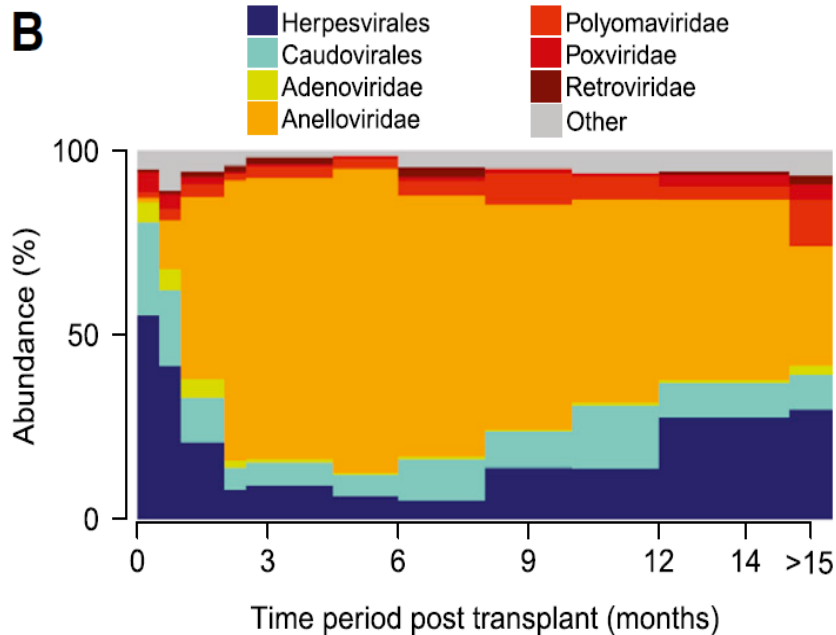 B
Herpesvirales
Caudovirales
Adenoviridae
Anelloviridae
Polyomaviridae
Poxviridae
Retroviridae
Other
Abundance (%)
100
50
0
0 3 6 9 12 14 >15
Time period post transplant (months)